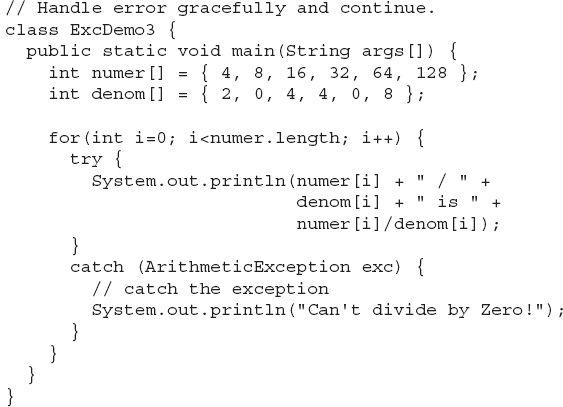 // Handle error gracefully and continue.
class ExcDemo3 {
  public static void main(String args[]) {
    int numer[] = { 4, 8, 16, 32, 64, 128 };
    int denom[] = { 2, 0, 4, 4, 0, 8 };

    for(int i=0; i<numer.length; i++) {
      try {
        System.out.println(numer[i] + " / " +
                           denom[i] + " is " +
                           numer[i]/denom[i]);
      }
      catch (ArithmeticException exc) {
        // catch the exception
        System.out.println("Can't divide by Zero!");
      }
    }
  }
}